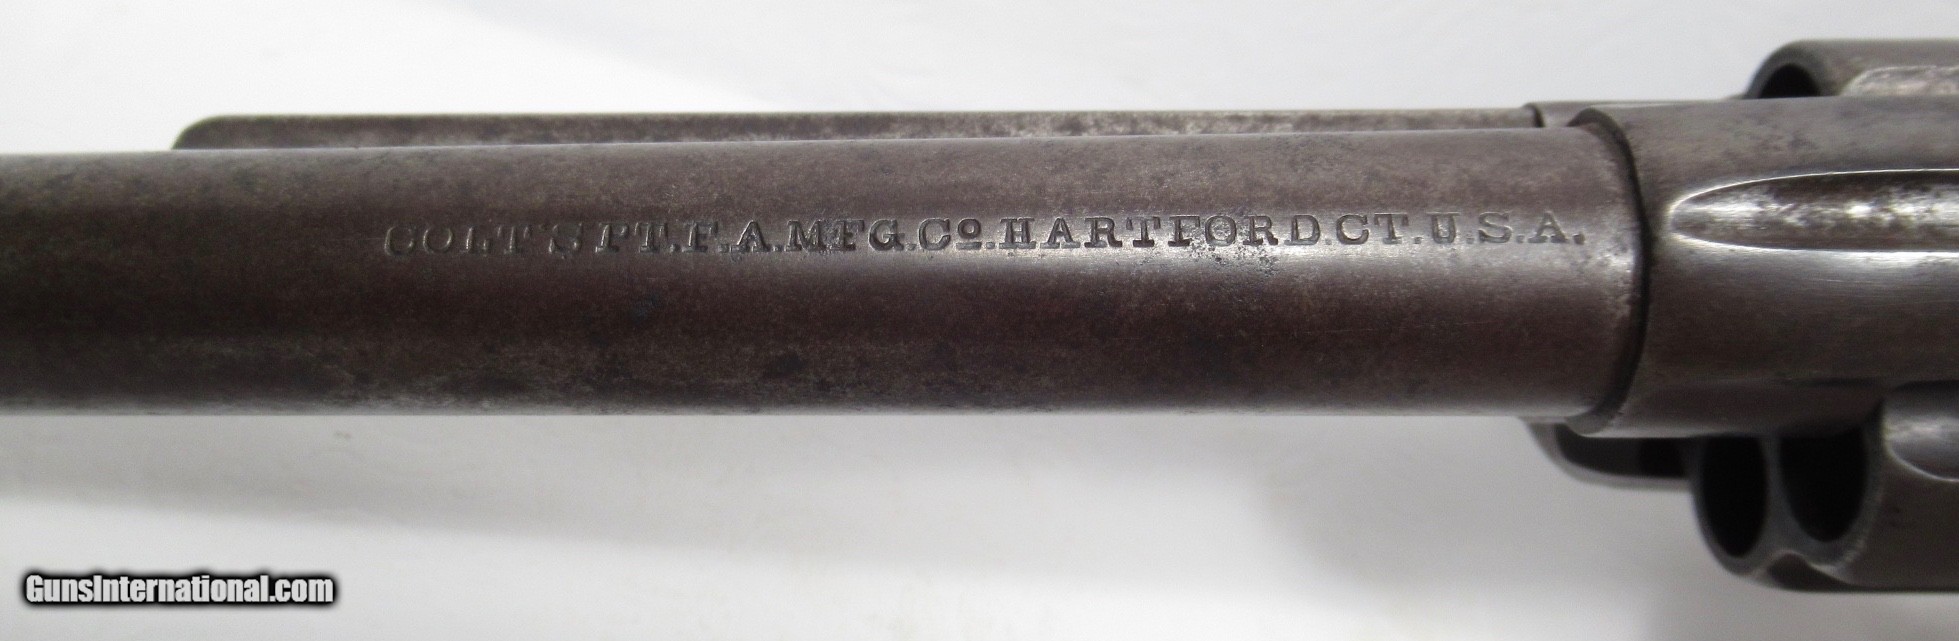 COLT'S PT.F.A.MFG.Co.HARTFORD.CT.U.S.A.
GunsInternational.com